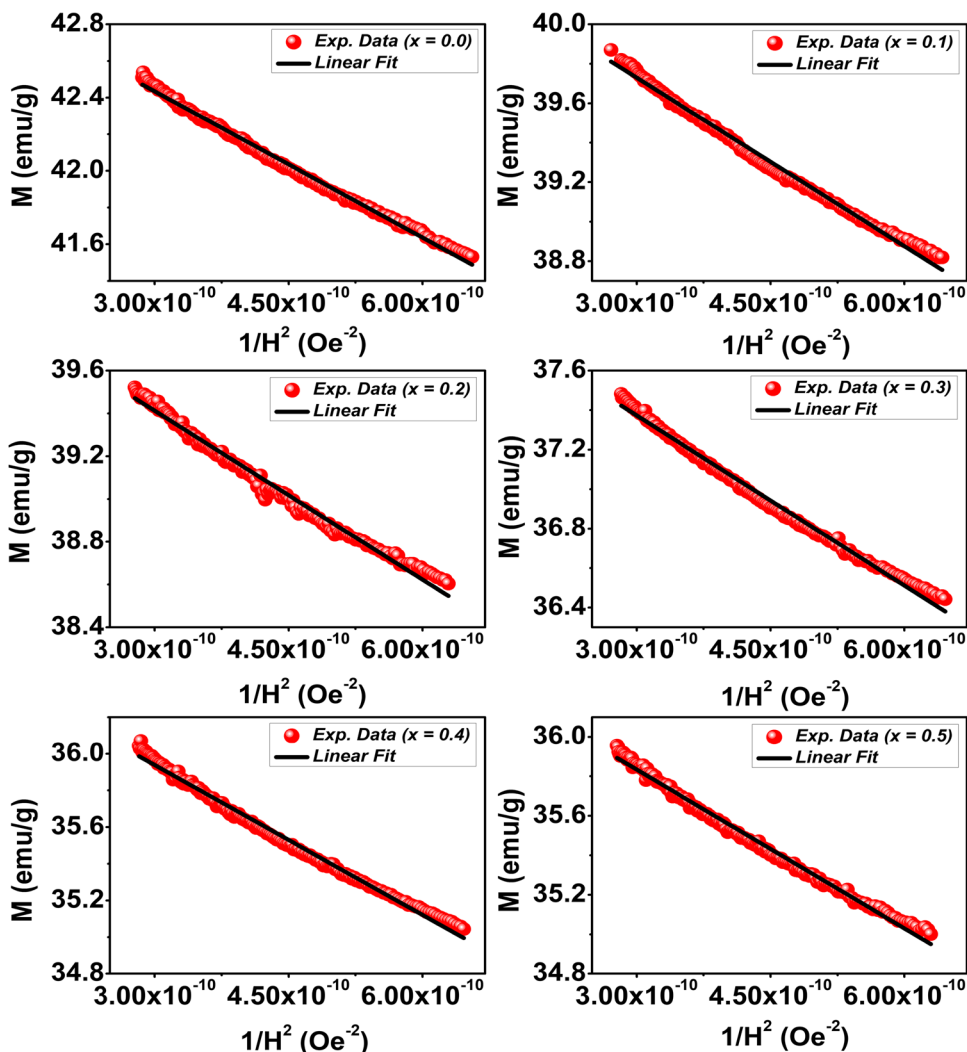 42.8
42.4
42.0
41.6
M (emu/g)
Exp. Data (x = 0.0)
Linear Fit
3.00x10⁻¹⁰ 4.50x10⁻¹⁰ 6.00x10⁻¹⁰
1/H² (Oe⁻²)
40.0
39.6
39.2
38.8
M (emu/g)
Exp. Data (x = 0.1)
Linear Fit
3.00x10⁻¹⁰ 4.50x10⁻¹⁰ 6.00x10⁻¹⁰
1/H² (Oe⁻²)
39.6
39.2
38.8
38.4
M (emu/g)
Exp. Data (x = 0.2)
Linear Fit
3.00x10⁻¹⁰ 4.50x10⁻¹⁰ 6.00x10⁻¹⁰
1/H² (Oe⁻²)
37.6
37.2
36.8
36.4
M (emu/g)
Exp. Data (x = 0.3)
Linear Fit
3.00x10⁻¹⁰ 4.50x10⁻¹⁰ 6.00x10⁻¹⁰
1/H² (Oe⁻²)
36.0
35.6
35.2
34.8
M (emu/g)
Exp. Data (x = 0.4)
Linear Fit
3.00x10⁻¹⁰ 4.50x10⁻¹⁰ 6.00x10⁻¹⁰
1/H² (Oe⁻²)
36.0
35.6
35.2
34.8
M (emu/g)
Exp. Data (x = 0.5)
Linear Fit
3.00x10⁻¹⁰ 4.50x10⁻¹⁰ 6.00x10⁻¹⁰
1/H² (Oe⁻²)